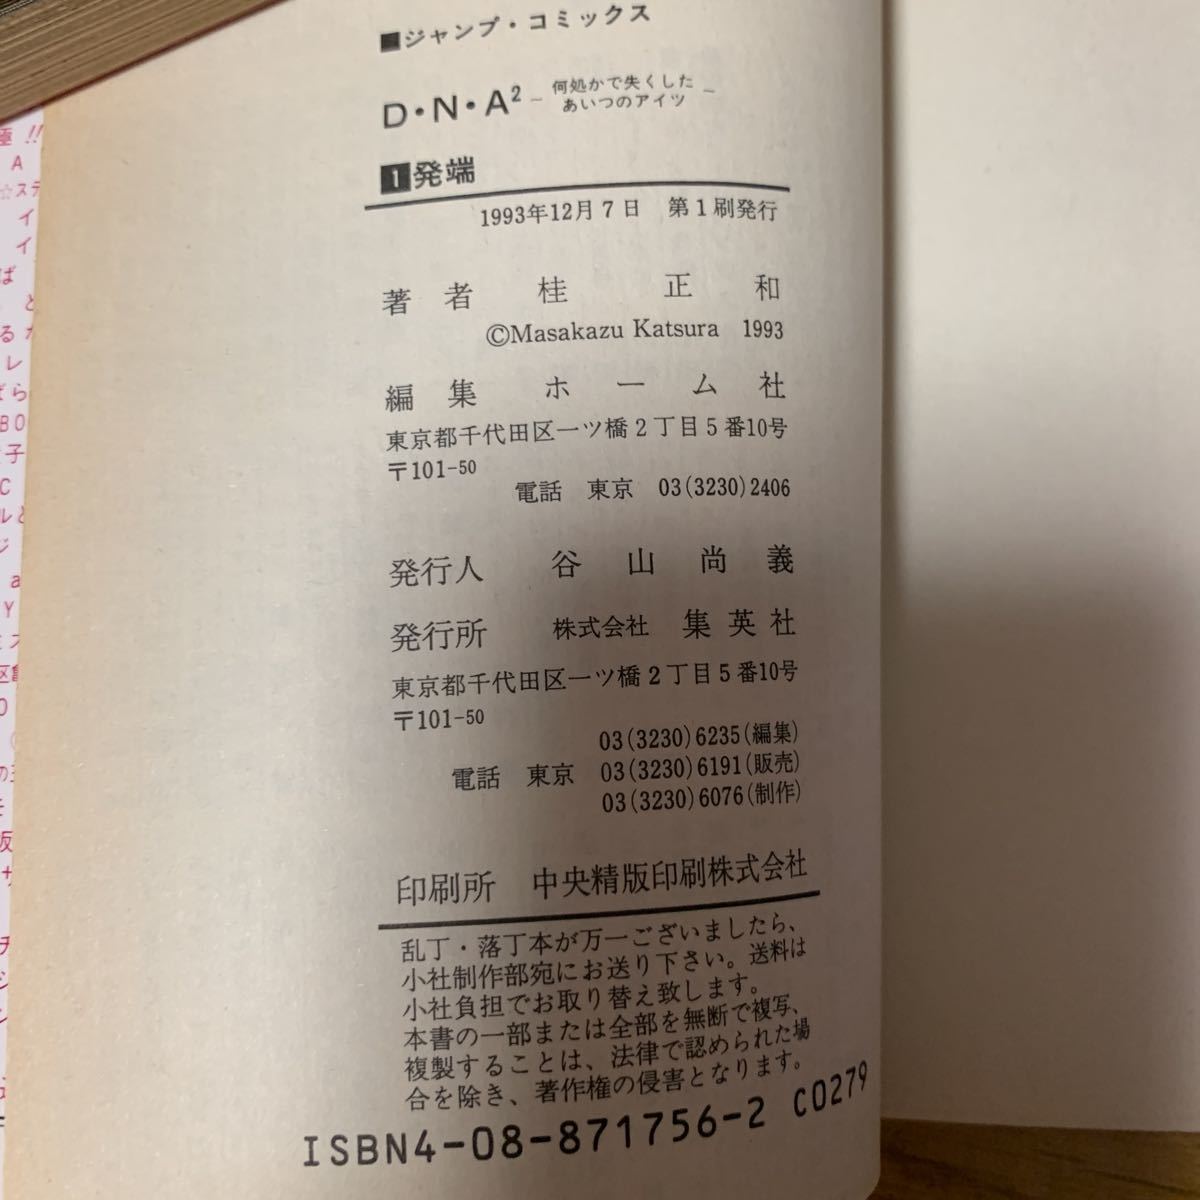 ■ジャンプ・コミックス
D・N・A² ー何処かで失くしたあいつのアイツー
1 発端
1993年12月7日 第1刷発行
著者 桂正和
©Masakazu Katsura 1993
編集 ホーム社
東京都千代田区一ツ橋2丁目5番10号
〒101-50
電話 東京 03(3230)2406
発行人 谷山尚義
発行所 株式会社 集英社
東京都千代田区一ツ橋2丁目5番10号
〒101-50
03(3230)6235(編集)
電話 東京 03(3230)6191(販売)
03(3230)6076(制作)
印刷所 中央精版印刷株式会社
乱丁・落丁本が万一ございましたら、
小社制作部宛にお送り下さい。送料は
小社負担でお取り替え致します。
本書の一部または全部を無断で複写、
複製することは、法律で認められた場
合を除き、著作権の侵害となります。
ISBN4-08-871756-2 C0279